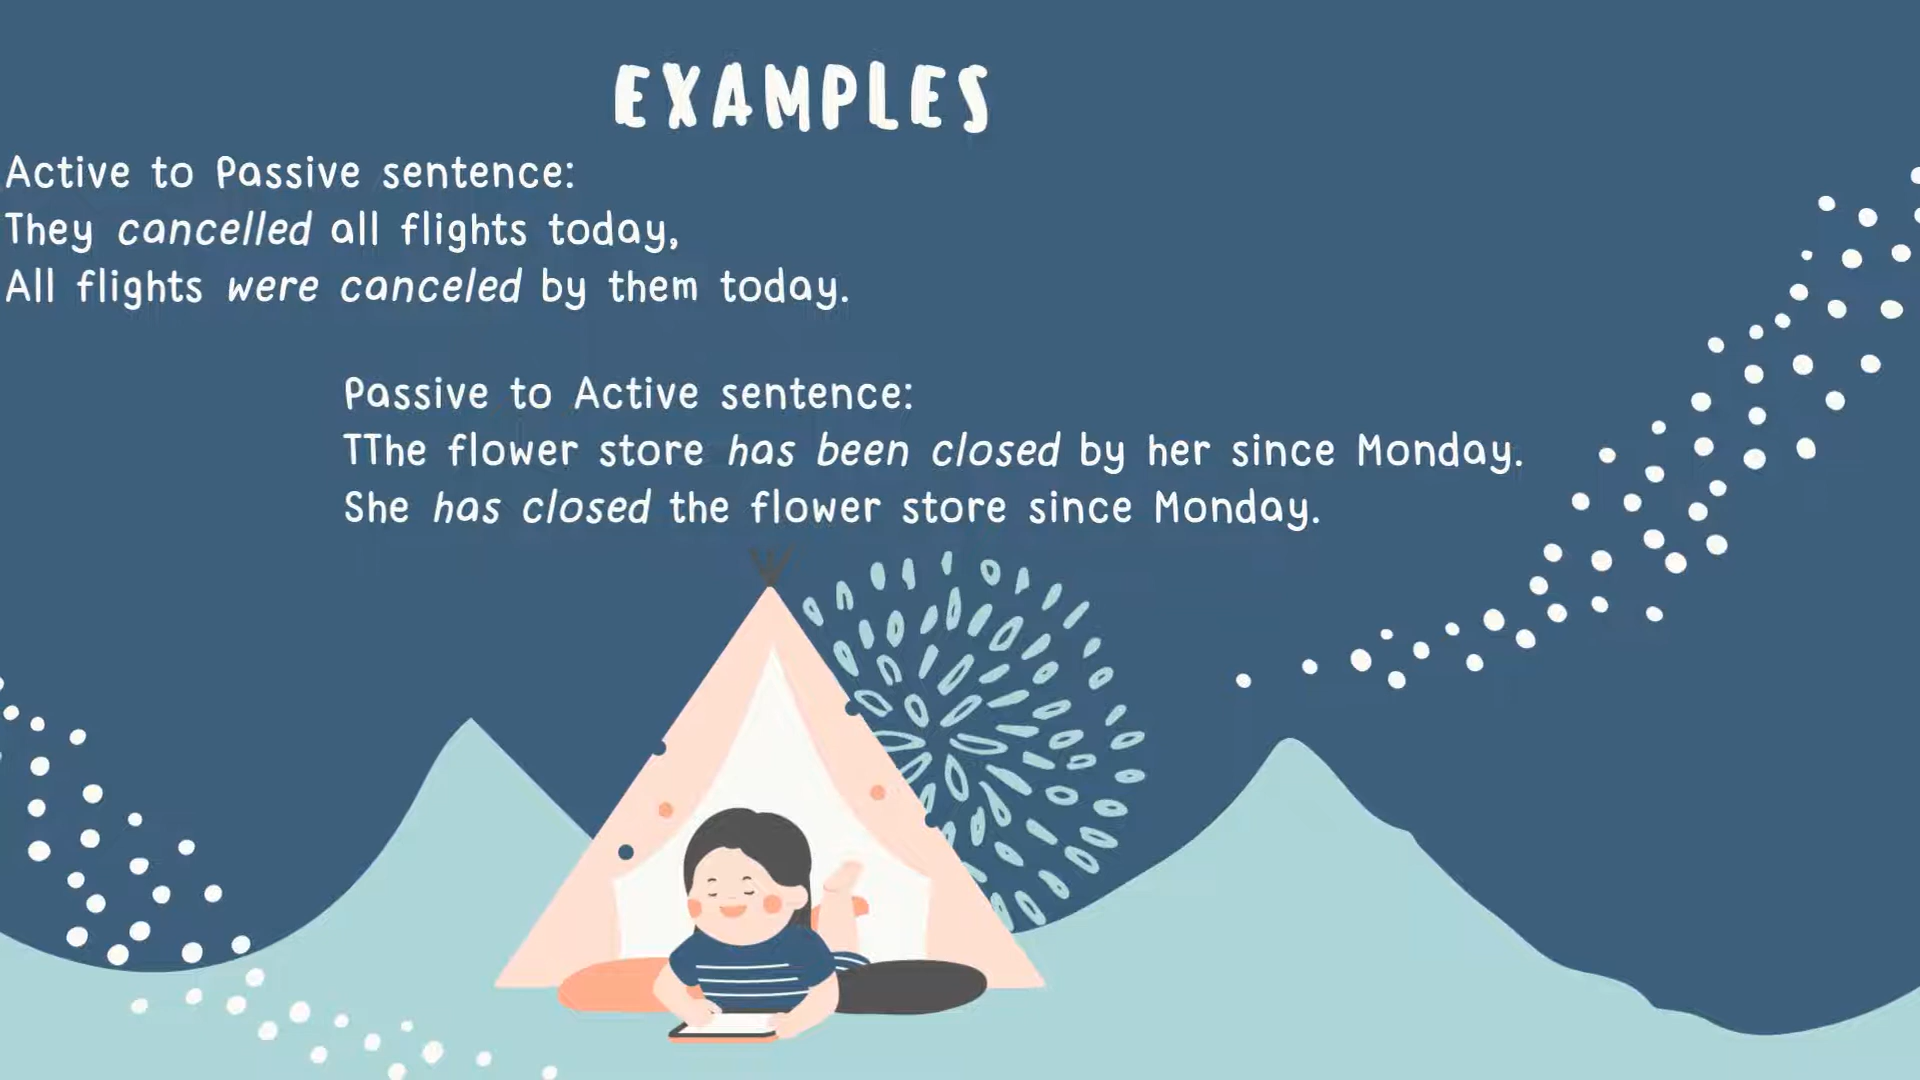 EXAMPLES
Active to Passive sentence:
They cancelled all flights today,
All flights were canceled by them today.
Passive to Active sentence:
TThe flower store has been closed by her since Monday.
She has closed the flower store since Monday.